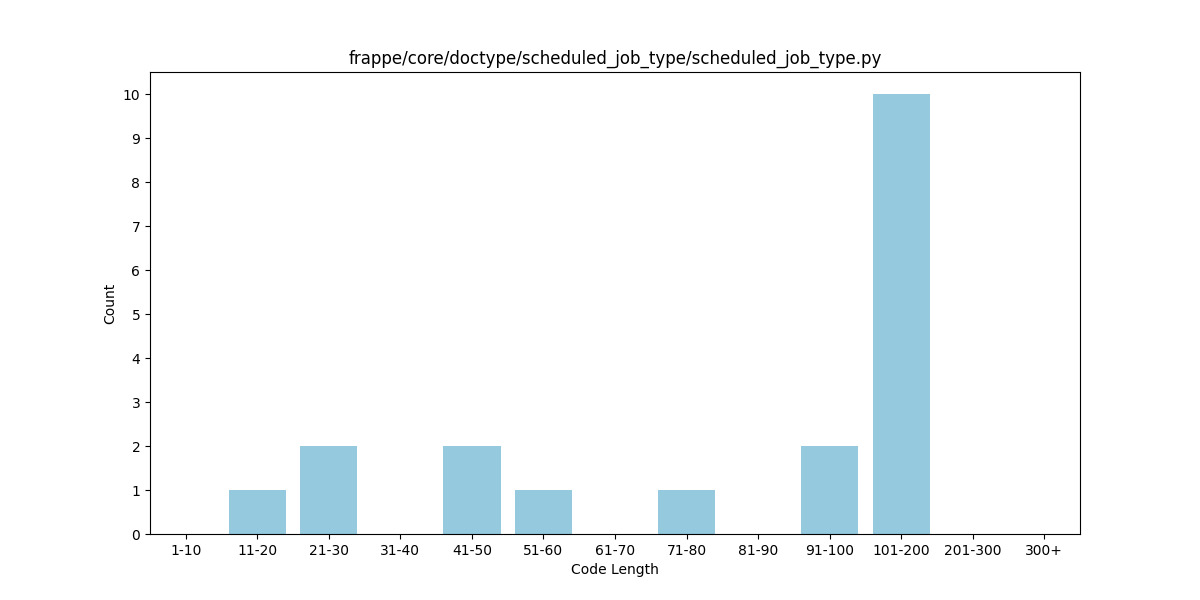 frappe/core/doctype/scheduled_job_type/scheduled_job_type.py
10
9
8
7
6
5
4
3
2
1
0
Count
1-10 11-20 21-30 31-40 41-50 51-60 61-70 71-80 81-90 91-100 101-200 201-300 300+
Code Length